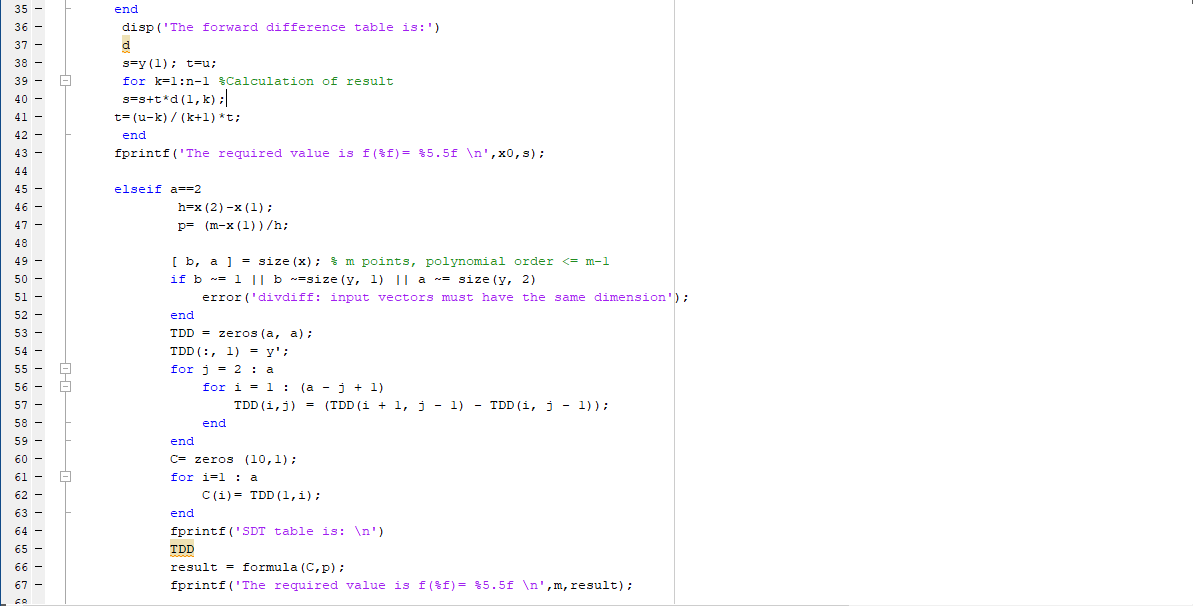 35 – end
36 – disp('The forward difference table is:')
37 – d
38 – s=y(1); t=u;
39 – for k=1:n-1 %Calculation of result
40 – s=s+t*d(1,k);
41 – t=(u-k)/(k+1)*t;
42 – end
43 – fprintf('The required value is f(%f)= %5.5f \n',x0,s);
44
45 – elseif a==2
46 – h=x(2)-x(1);
47 – p= (m-x(1))/h;
48
49 – [ b, a ] = size(x); % m points, polynomial order <= m-1
50 – if b ~= 1 || b ~=size(y, 1) || a ~= size(y, 2)
51 – error('divdiff: input vectors must have the same dimension');
52 – end
53 – TDD = zeros(a, a);
54 – TDD(:, 1) = y';
55 – for j = 2 : a
56 – for i = 1 : (a - j + 1)
57 – TDD(i,j) = (TDD(i + 1, j - 1) - TDD(i, j - 1));
58 – end
59 – end
60 – C= zeros (10,1);
61 – for i=1 : a
62 – C(i)= TDD(1,i);
63 – end
64 – fprintf('SDT table is: \n')
65 – TDD
66 – result = formula(C,p);
67 – fprintf('The required value is f(%f)= %5.5f \n',m,result);